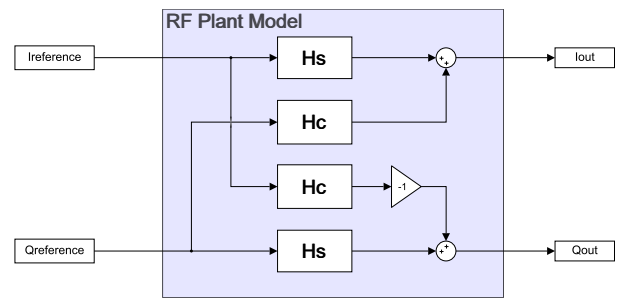 RF Plant Model
Ireference
Hs
+
+
Iout
Hc
Hc
-1
Qreference
Hs
+
+
Qout